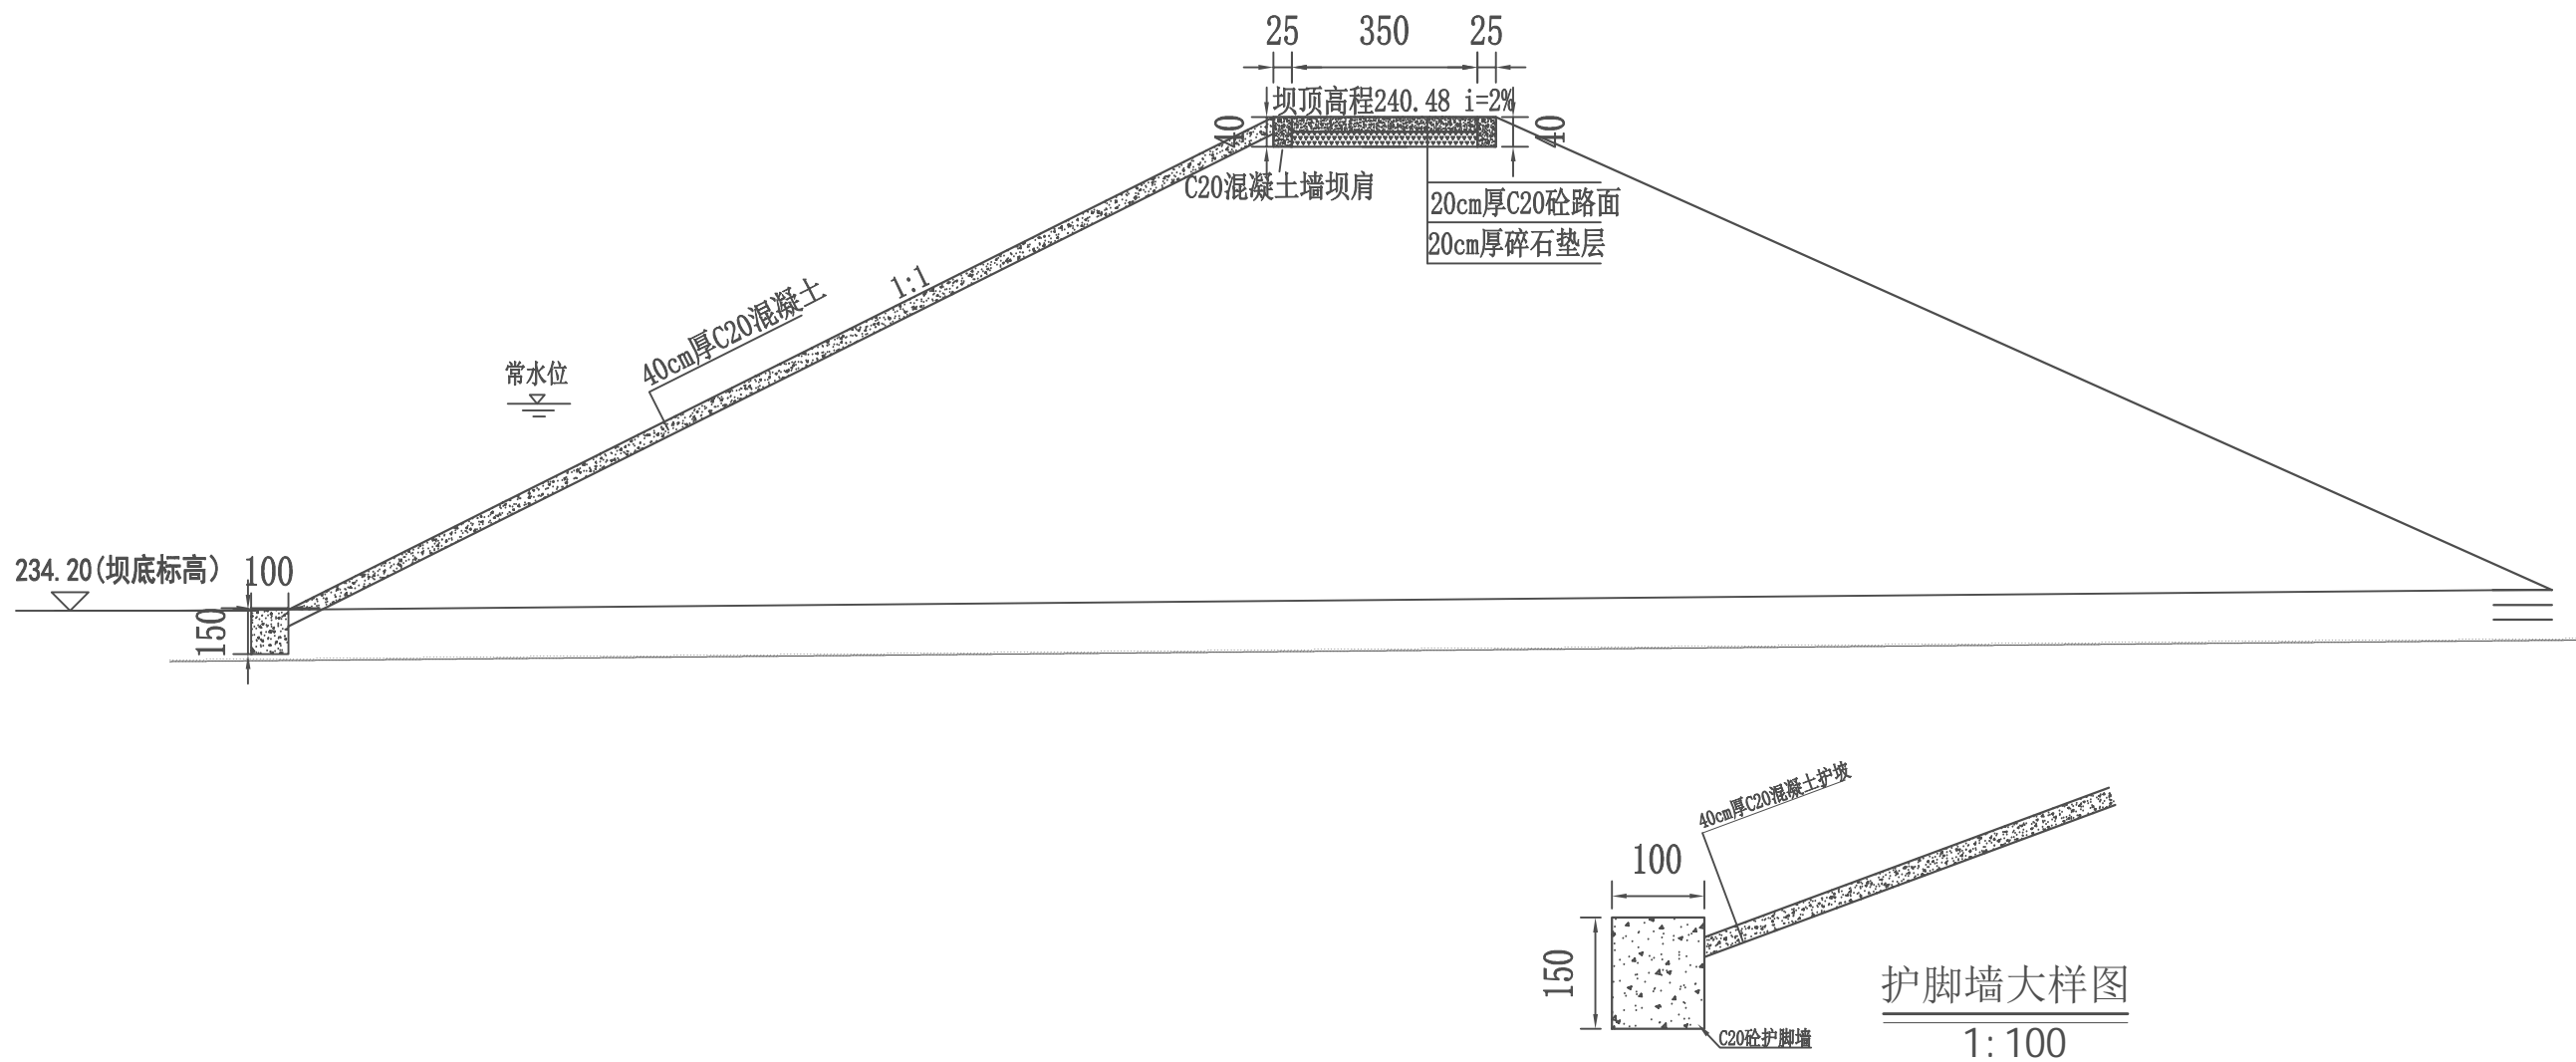 25 350 25
坝顶高程240.48 i=2%
40
40
C20混凝土墙坝肩
20cm厚C20砼路面
20cm厚碎石垫层
1:1
40cm厚C20混凝土
常水位
234.20(坝底标高)
100
150
40cm厚C20混凝土护坡
100
150
C20砼护脚墙
护脚墙大样图
1:100